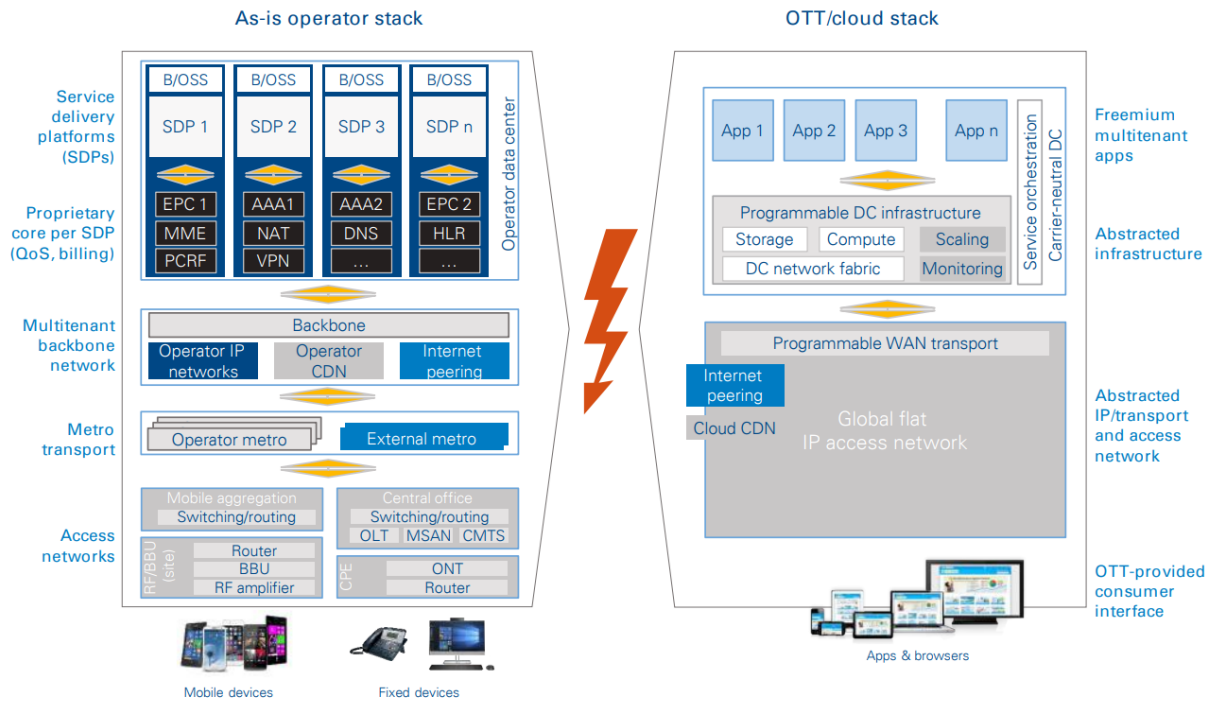 As-is operator stack
OTT/cloud stack
Service
delivery
platforms
(SDPs)
B/OSS
B/OSS
B/OSS
B/OSS
SDP 1
SDP 2
SDP 3
SDP n
Operator data center
Proprietary
core per SDP
(QoS, billing)
EPC 1
AAA1
AAA2
EPC 2
MME
NAT
DNS
HLR
PCRF
VPN
...
...
Multitenant
backbone
network
Backbone
Operator IP
networks
Operator
CDN
Internet
peering
Metro
transport
Operator metro
External metro
Access
networks
Mobile aggregation
Switching/routing
Central office
Switching/routing
OLT
MSAN
CMTS
RF/BBU
(site)
Router
BBU
RF amplifier
CPE
ONT
Router
Mobile devices
Fixed devices
App 1
App 2
App 3
App n
Service orchestration
Carrier-neutral DC
Freemium
multitenant
apps
Programmable DC infrastructure
Storage
Compute
Scaling
DC network fabric
Monitoring
Abstracted
infrastructure
Programmable WAN transport
Internet
peering
Cloud CDN
Global flat
IP access network
Abstracted
IP/transport
and access
network
OTT-provided
consumer
interface
Apps & browsers